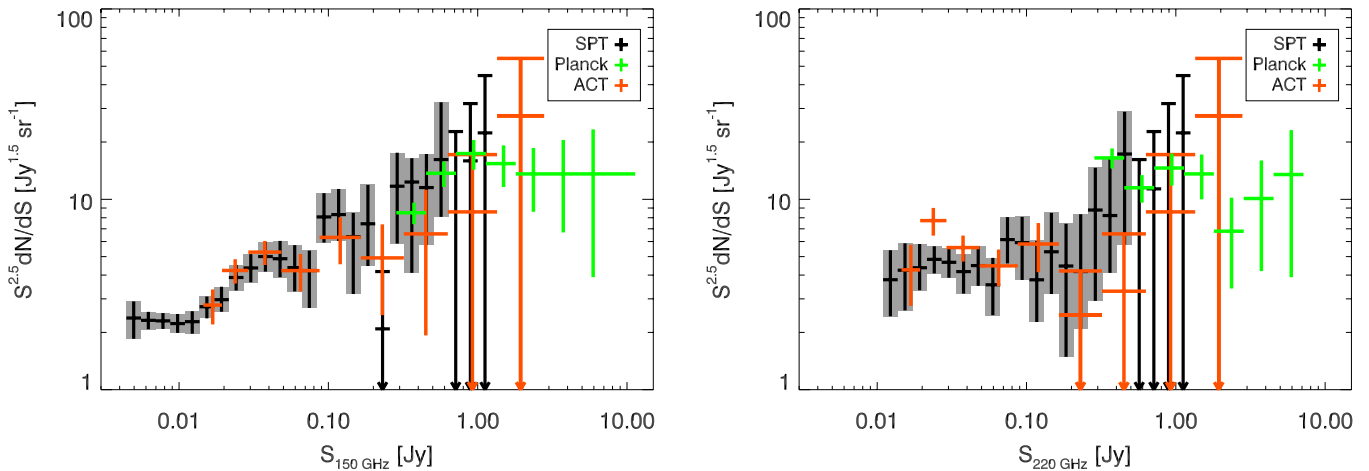 100
10
1
S^2.5 dN/dS [Jy^1.5 sr^-1]
SPT
Planck
ACT
0.01 0.10 1.00 10.00
S_150 GHz [Jy]
100
10
1
S^2.5 dN/dS [Jy^1.5 sr^-1]
SPT
Planck
ACT
0.01 0.10 1.00 10.00
S_220 GHz [Jy]